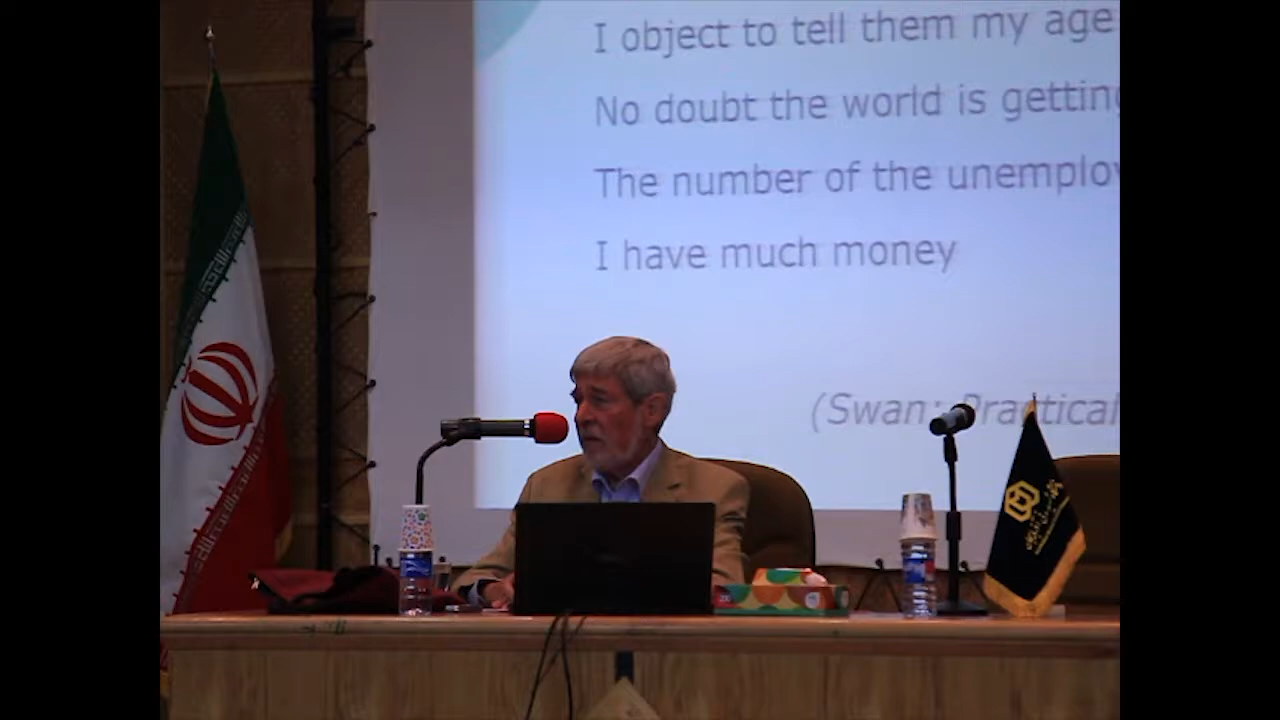 I object to tell them my age
No doubt the world is getting
The number of the unemploy
I have much money
(Swan: Practical